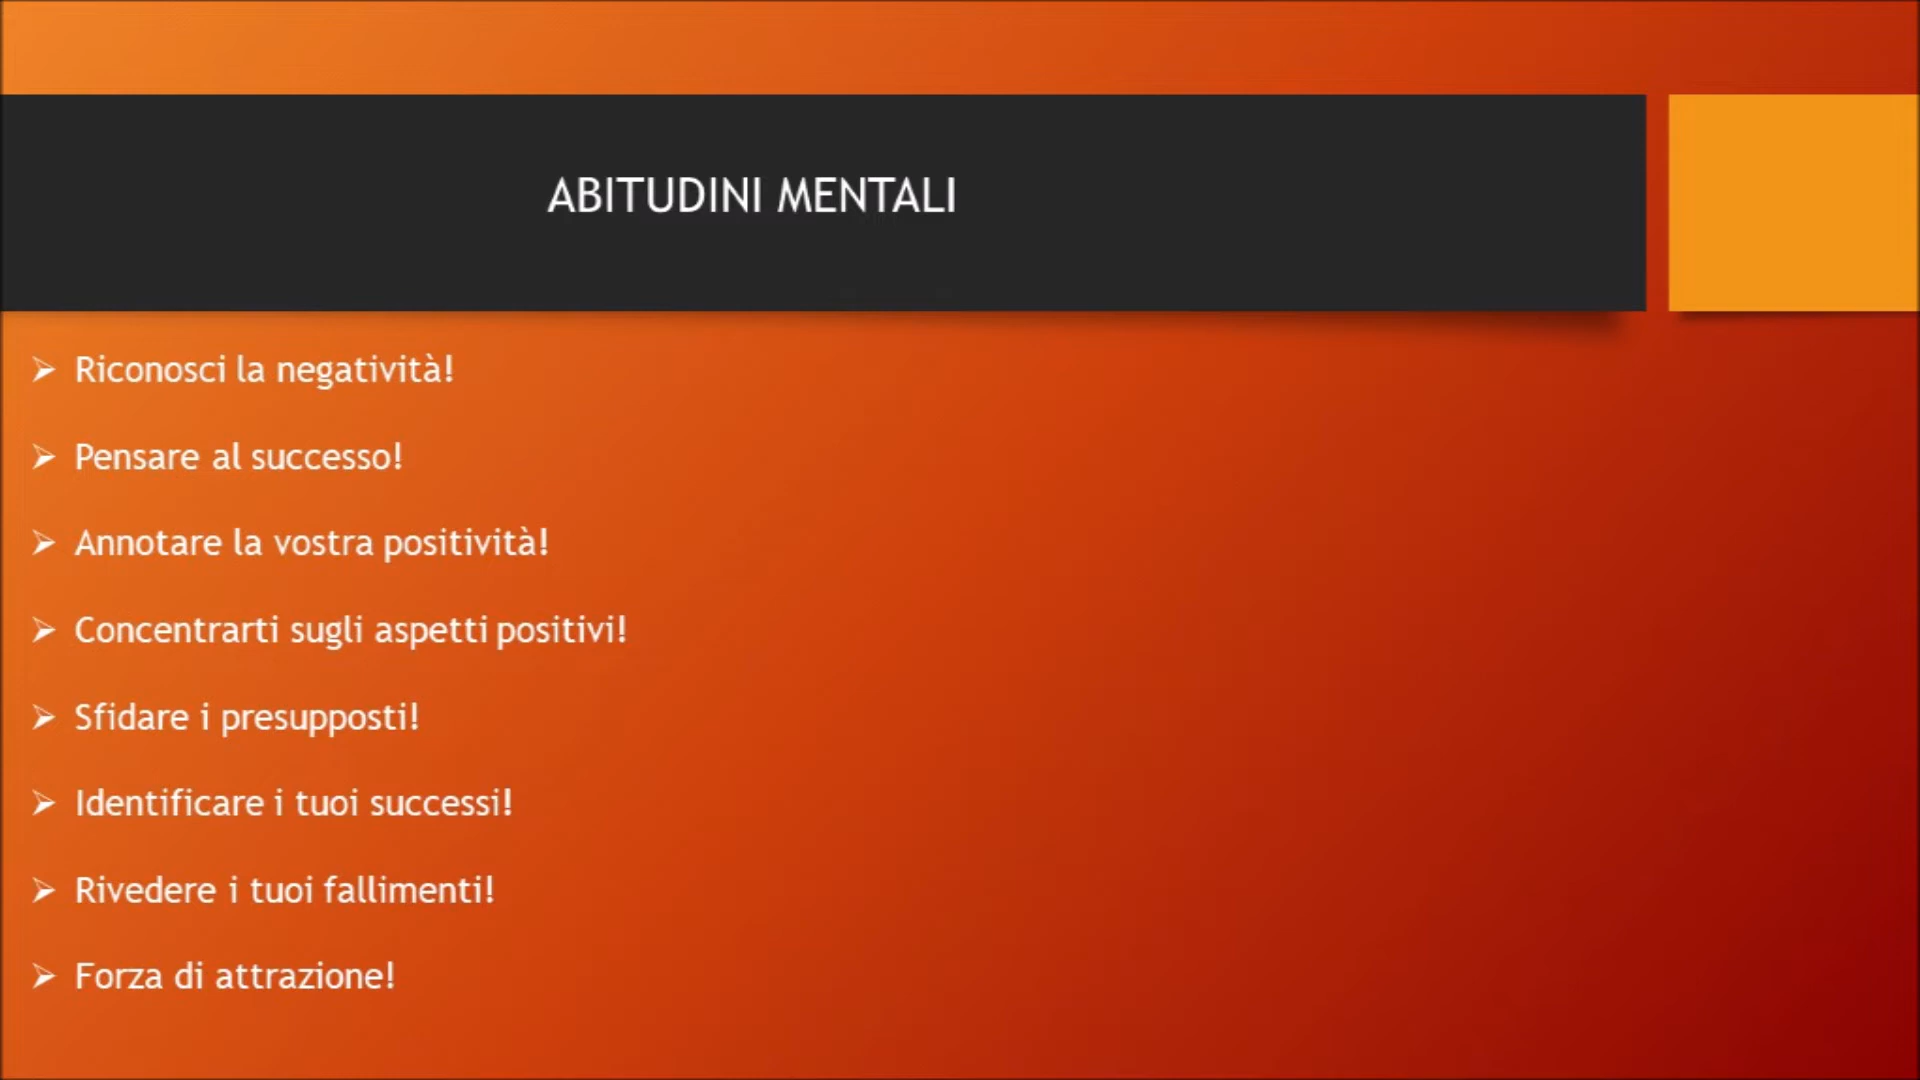 ABITUDINI MENTALI
➢ Riconosci la negatività!
➢ Pensare al successo!
➢ Annotare la vostra positività!
➢ Concentrarti sugli aspetti positivi!
➢ Sfidare i presupposti!
➢ Identificare i tuoi successi!
➢ Rivedere i tuoi fallimenti!
➢ Forza di attrazione!